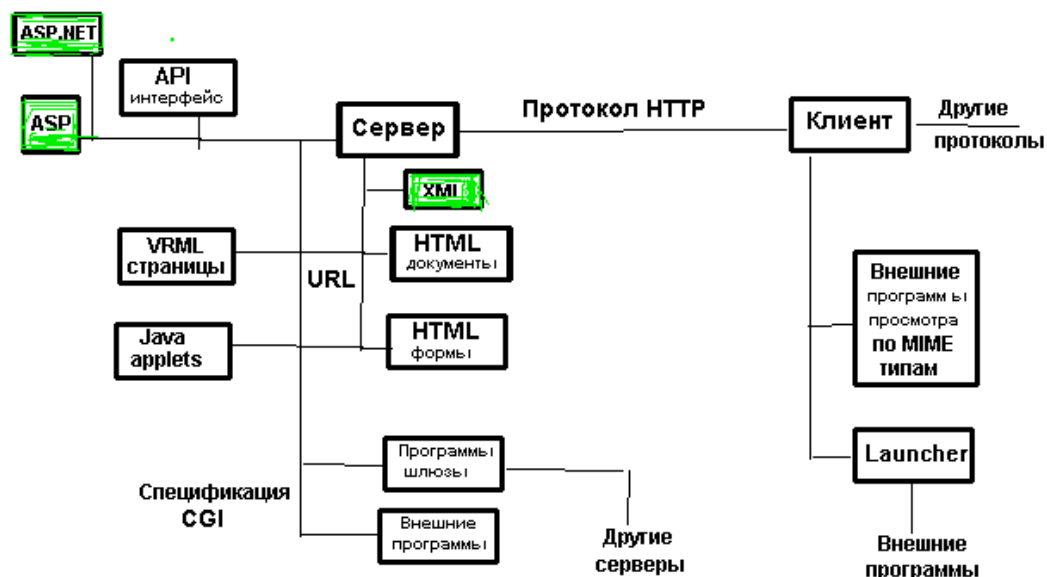 ASP.NET
API
интерфейс
ASP
Сервер
Протокол HTTP
Клиент
Другие
протоколы
XML
VRML
страницы
HTML
документы
URL
Java
applets
HTML
формы
Внешние
программы
просмотра
по MIME
типам
Программы
шлюзы
Launcher
Спецификация
CGI
Внешние
программы
Другие
серверы
Внешние
программы